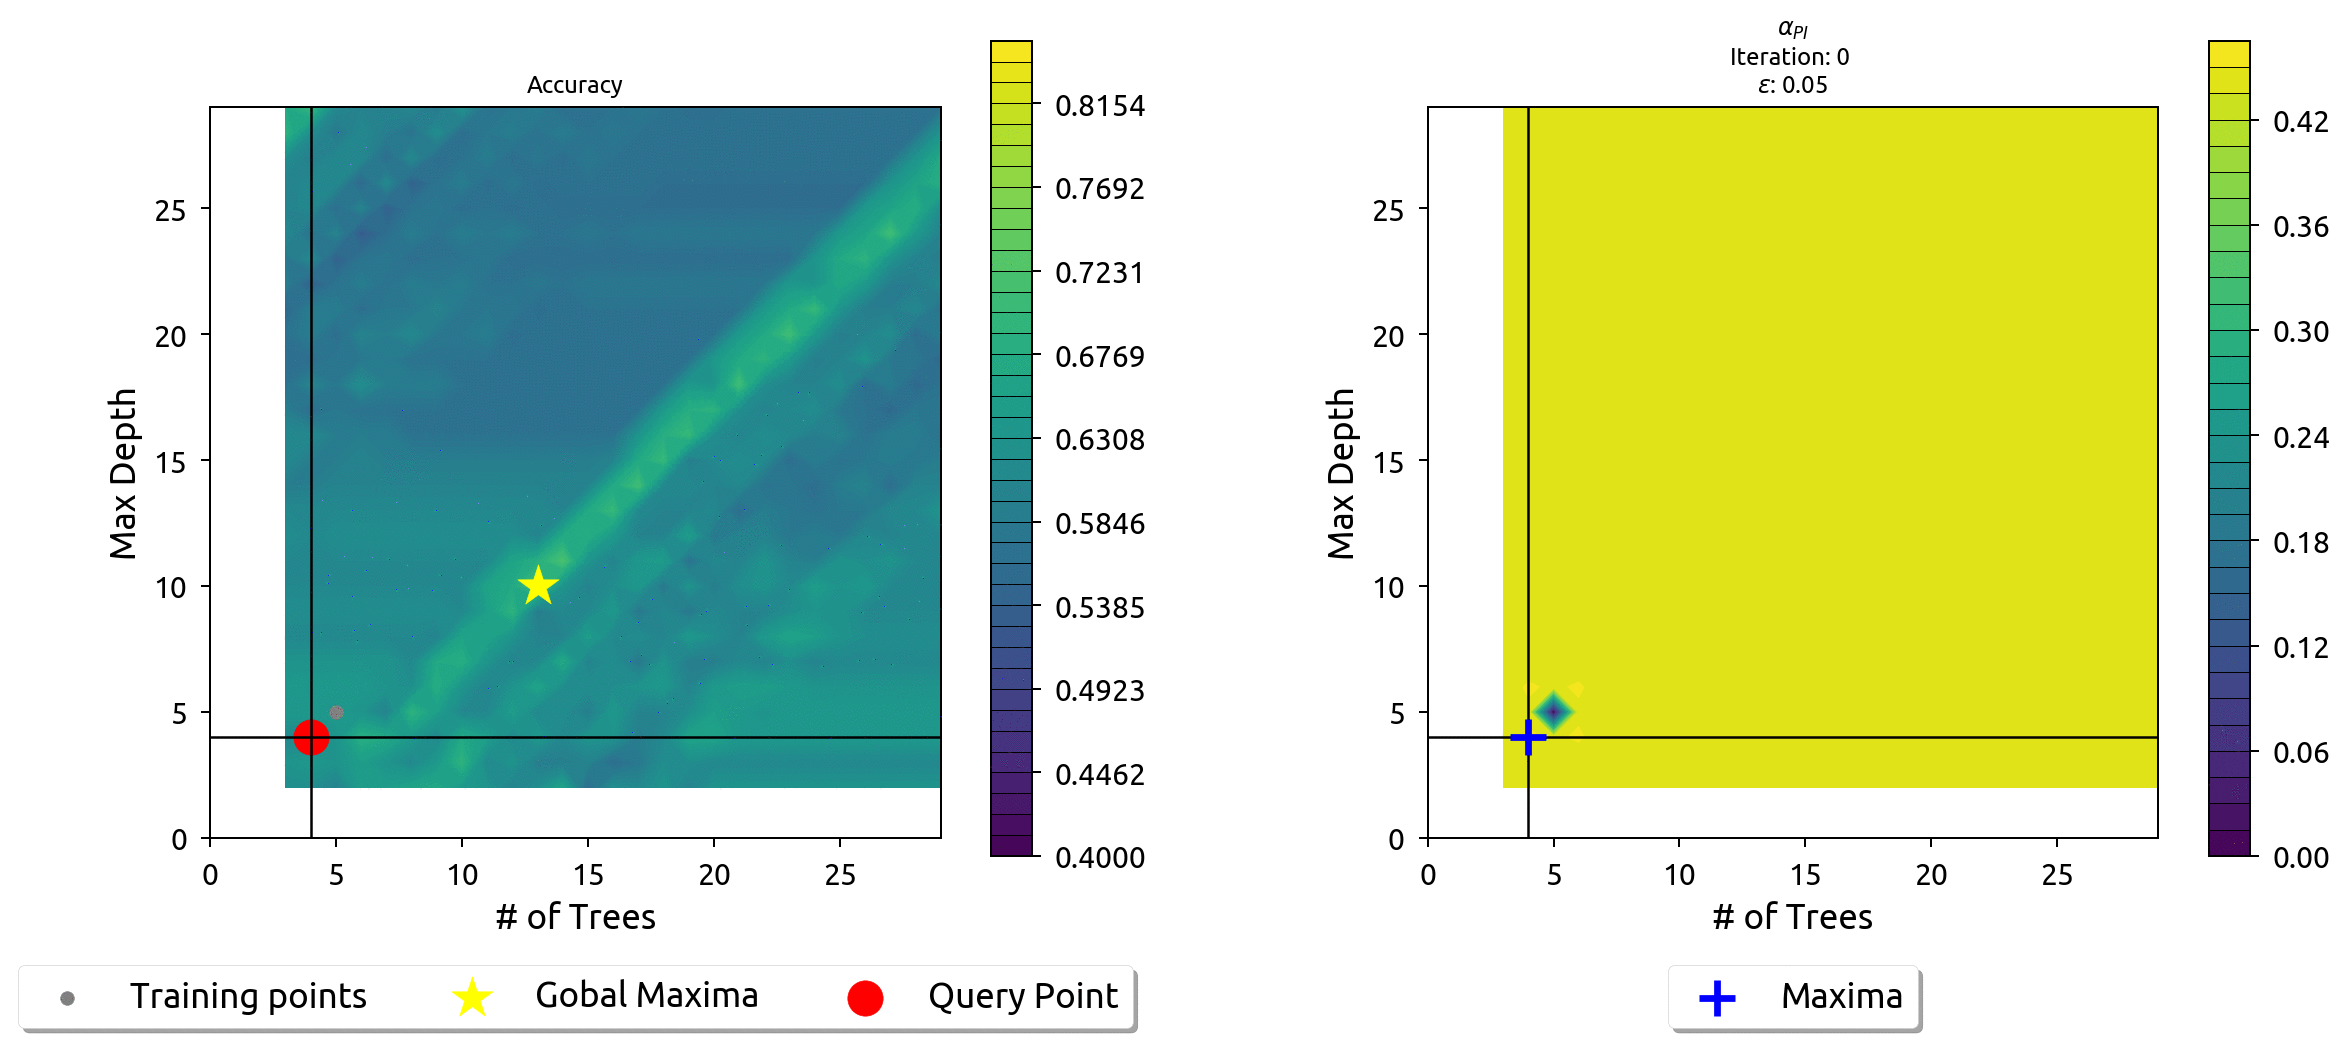 Accuracy
Max Depth
25
20
15
10
5
0
0 5 10 15 20 25
# of Trees
0.8154
0.7692
0.7231
0.6769
0.6308
0.5846
0.5385
0.4923
0.4462
0.4000
Training points
Gobal Maxima
Query Point
α_PI
Iteration: 0
ε: 0.05
Max Depth
25
20
15
10
5
0
0 5 10 15 20 25
# of Trees
0.42
0.36
0.30
0.24
0.18
0.12
0.06
0.00
Maxima